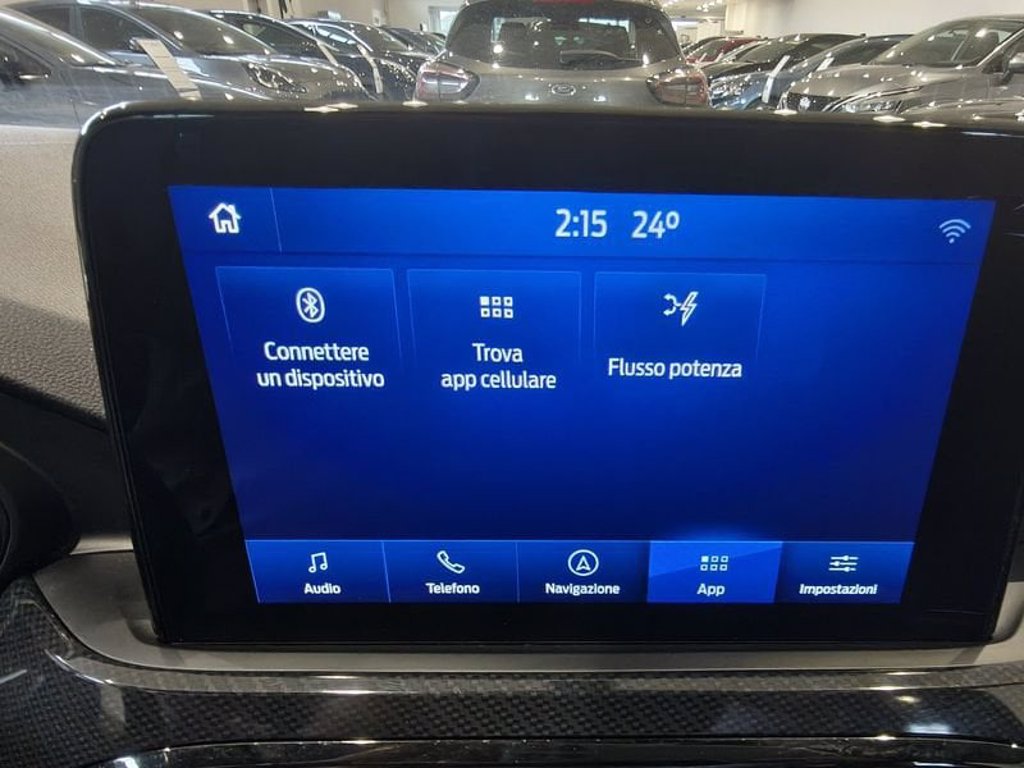 2:15 24º
Connettere
un dispositivo
Trova
app cellulare
Flusso potenza
Audio
Telefono
Navigazione
App
Impostazioni